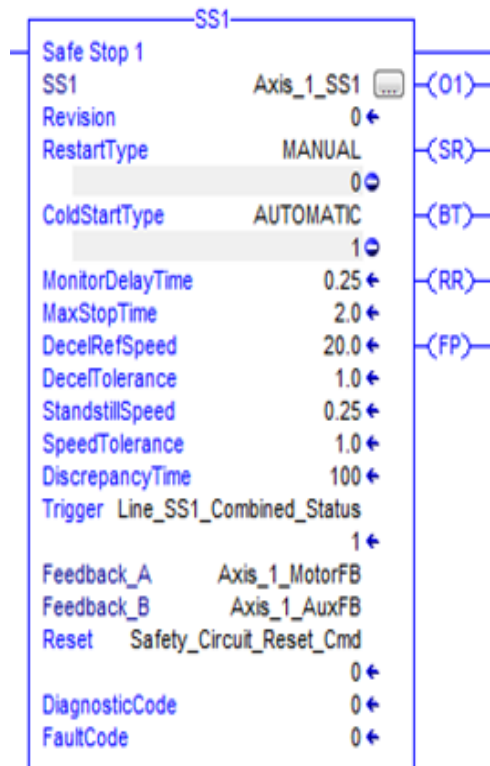 SS1
Safe Stop 1
SS1 Axis_1_SS1 ... (O1)
Revision 0
RestartType MANUAL (SR)
0
ColdStartType AUTOMATIC (BT)
1
MonitorDelayTime 0.25 (RR)
MaxStopTime 2.0
DecelRefSpeed 20.0 (FP)
DecelTolerance 1.0
StandstillSpeed 0.25
SpeedTolerance 1.0
DiscrepancyTime 100
Trigger Line_SS1_Combined_Status
1
Feedback_A Axis_1_MotorFB
Feedback_B Axis_1_AuxFB
Reset Safety_Circuit_Reset_Cmd
0
DiagnosticCode 0
FaultCode 0